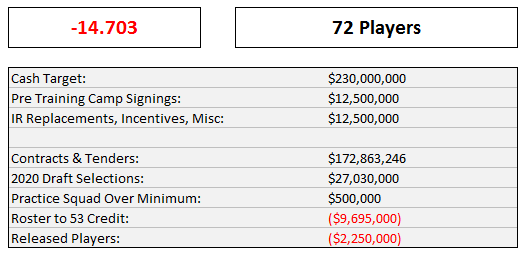 -14.703 72 Players
Cash Target: $230,000,000
Pre Training Camp Signings: $12,500,000
IR Replacements, Incentives, Misc: $12,500,000
Contracts & Tenders: $172,863,246
2020 Draft Selections: $27,030,000
Practice Squad Over Minimum: $500,000
Roster to 53 Credit: ($9,695,000)
Released Players: ($2,250,000)